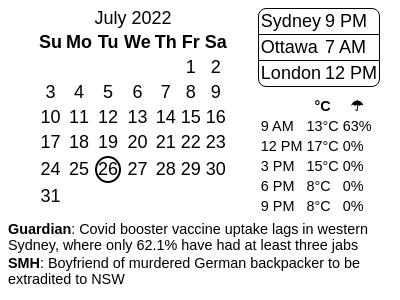 July 2022
Su Mo Tu We Th Fr Sa
1 2
3 4 5 6 7 8 9
10 11 12 13 14 15 16
17 18 19 20 21 22 23
24 25 26 27 28 29 30
31
Sydney 9 PM
Ottawa 7 AM
London 12 PM
°C ☂
9 AM 13°C 63%
12 PM 17°C 0%
3 PM 15°C 0%
6 PM 8°C 0%
9 PM 8°C 0%
Guardian: Covid booster vaccine uptake lags in western
Sydney, where only 62.1% have had at least three jabs
SMH: Boyfriend of murdered German backpacker to be
extradited to NSW